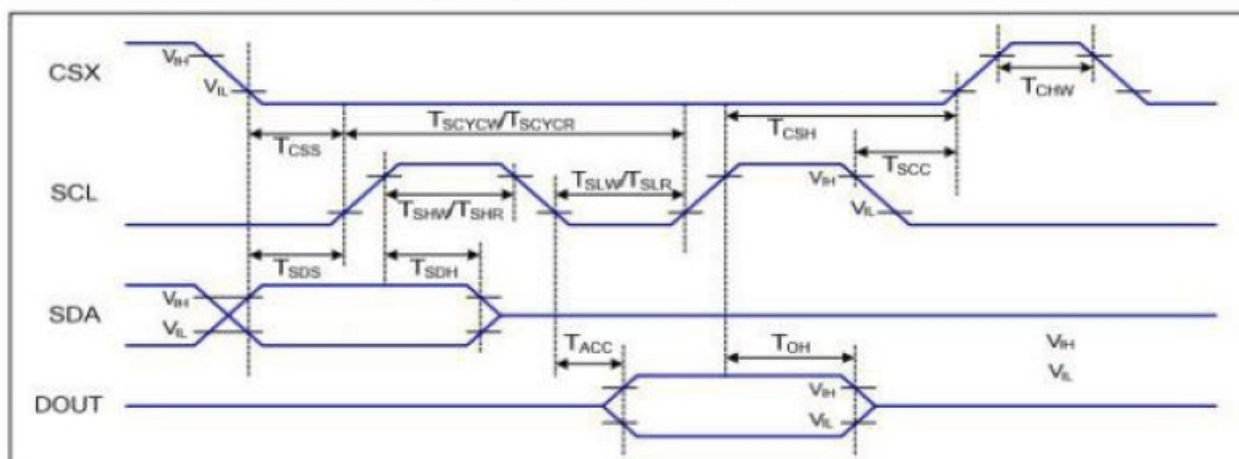 CSX
VIH
VIL
TCHW
TSCYCW/TSCYCR
TCSH
TCSS
TSCC
SCL
TSLW/TSLR
VIH
TSHW/TSHR
VIL
TSDS
TSDH
SDA
VIH
VIL
TACC
TOH
VIH
VIL
DOUT
VIH
VIL